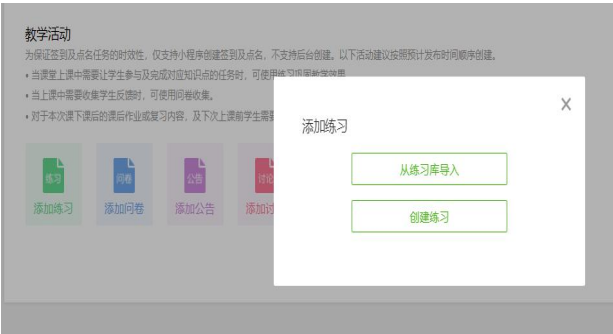 教学活动
为保证签到及点名任务的时效性，仅支持小程序创建签到及点名，不支持后台创建。以下活动建议按照预计发布时间顺序创建。
• 当课堂上课中需要让学生参与及完成对应知识点的任务时，可使用练习巩固教学效果
• 当上课中需要收集学生反馈时，可使用问卷收集。
• 对于本次课下课后的课后作业或复习内容，及下次上课前学生需
X
添加练习
从练习库导入
创建练习
练习 问卷 公告 讨论
添加练习 添加问卷 添加公告 添加讨